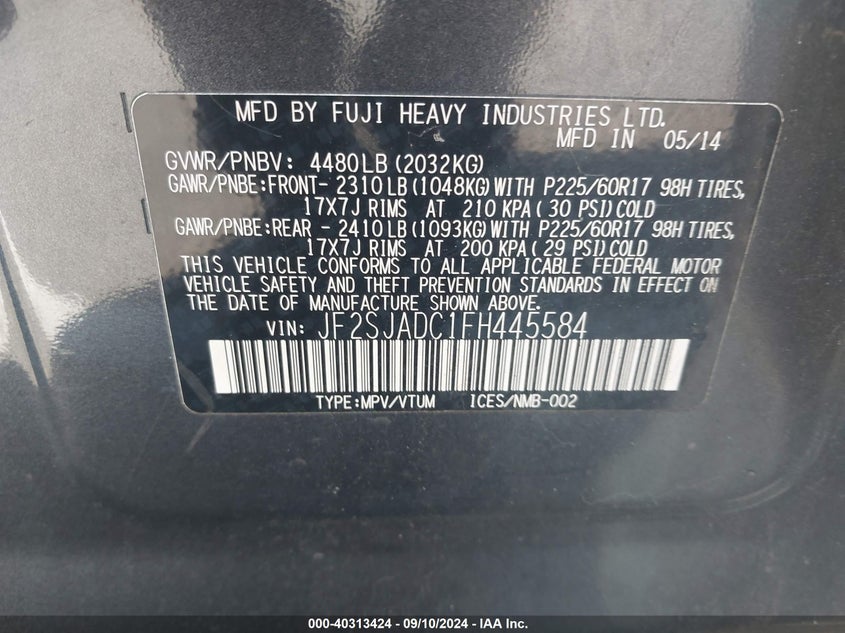 MFD BY FUJI HEAVY INDUSTRIES LTD.
MFD IN 05/14
GVWR/PNBV: 4480LB (2032KG)
GAWR/PNBE:FRONT- 2310LB (1048KG) WITH P225/60R17 98H TIRES,
17X7J RIMS AT 210 KPA ( 30 PSI) COLD
GAWR/PNBE:REAR - 2410LB (1093KG) WITH P225/60R17 98H TIRES,
17X7J RIMS AT 200 KPA ( 29 PSI) COLD
THIS VEHICLE CONFORMS TO ALL APPLICABLE FEDERAL MOTOR
VEHICLE SAFETY AND THEFT PREVENTION STANDARDS IN EFFECT ON
THE DATE OF MANUFACTURE SHOWN ABOVE.
VIN: JF2SJADC1FH445584
TYPE:MPV/VTUM ICES/NMB-002
000-40313424 - 09/10/2024 - IAA Inc.